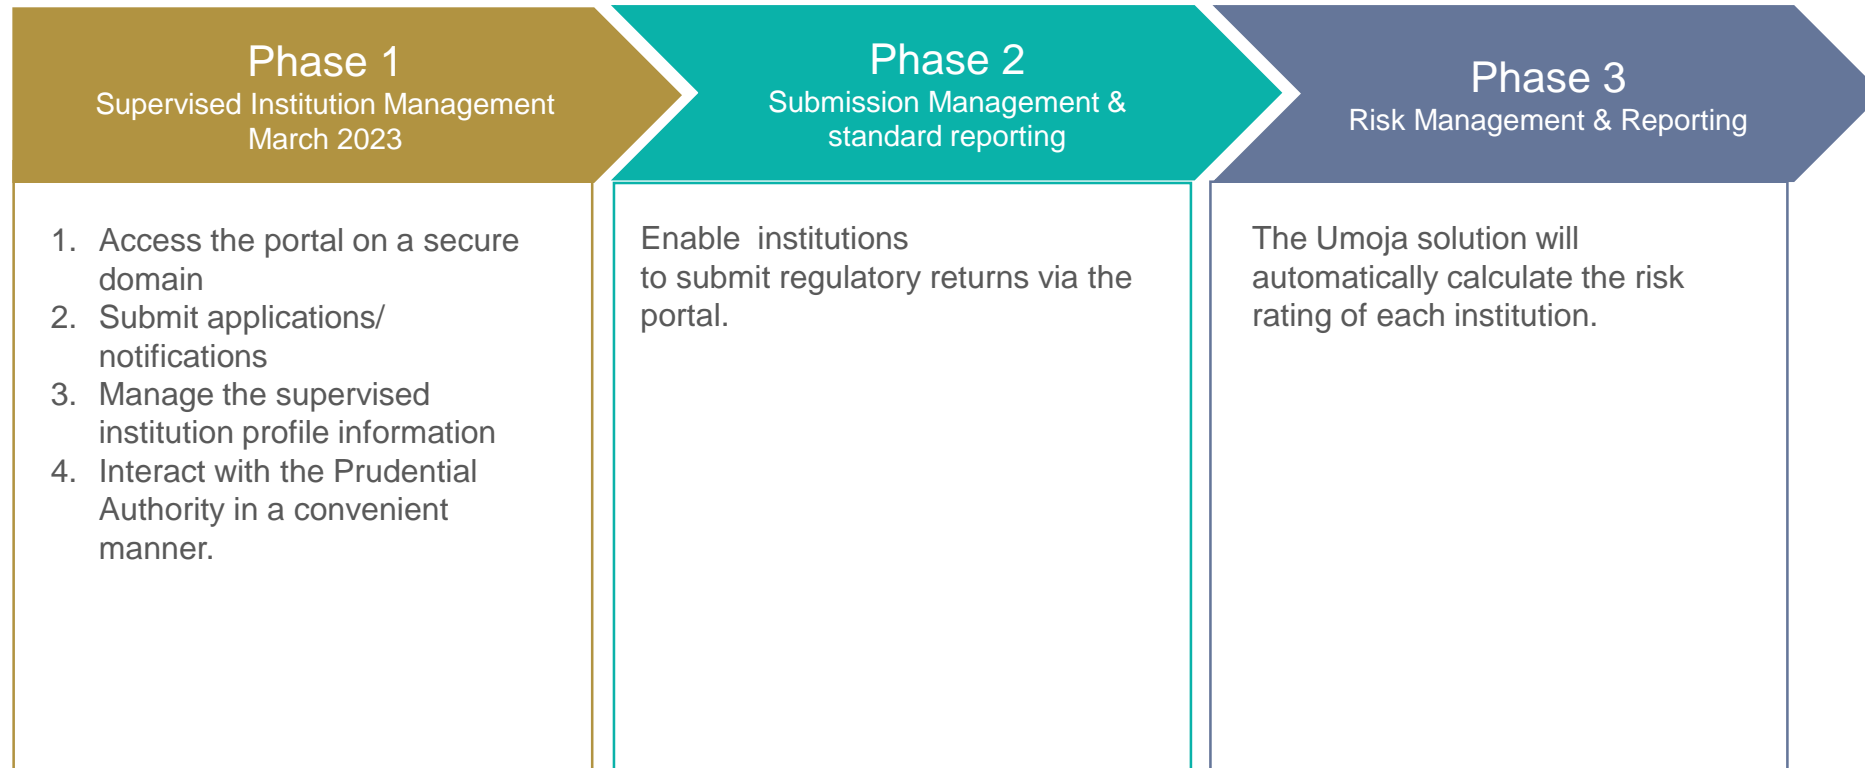 Phase 1
Supervised Institution Management
March 2023
Phase 2
Submission Management &
standard reporting
Phase 3
Risk Management & Reporting
1. Access the portal on a secure
domain
2. Submit applications/
notifications
3. Manage the supervised
institution profile information
4. Interact with the Prudential
Authority in a convenient
manner.
Enable  institutions
to submit regulatory returns via the
portal.
The Umoja solution will
automatically calculate the risk
rating of each institution.